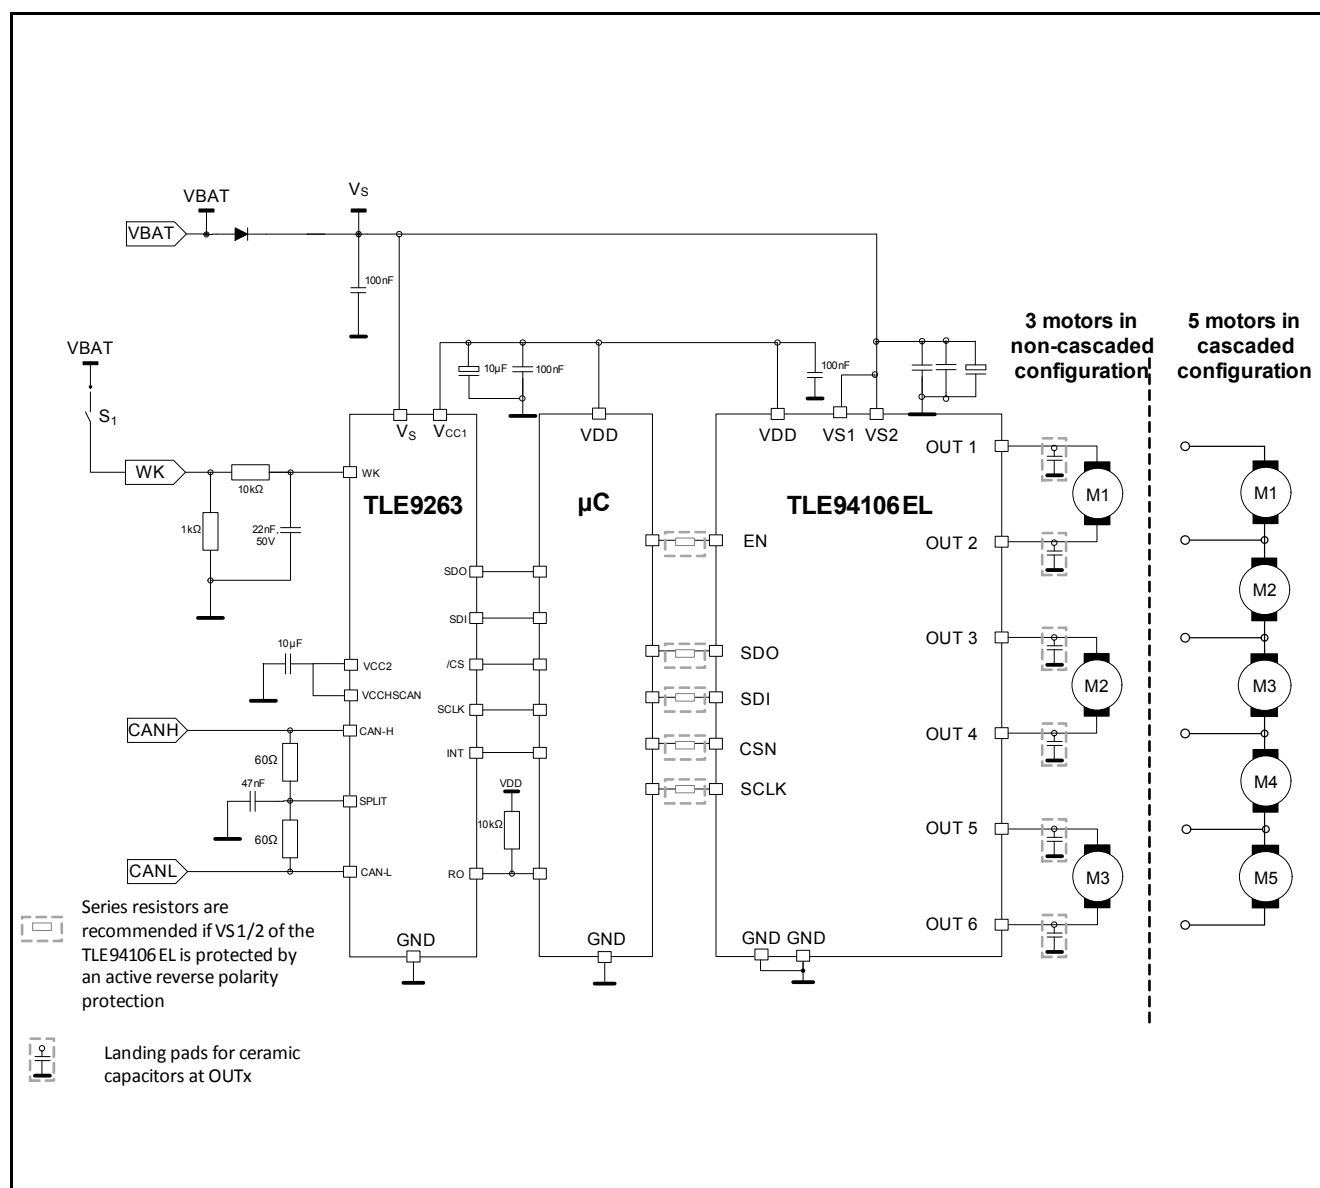 VBAT
VS
VBAT
100nF
3 motors in
non-cascaded
configuration
5 motors in
cascaded
configuration
VBAT
S1
10µF
100nF
100nF
VS
VCC1
VDD
VDD
VS1
VS2
WK
10kΩ
1kΩ
22nF,
50V
WK
TLE9263
µC
TLE94106EL
OUT 1
M1
M1
EN
OUT 2
SDO
M2
SDI
10µF
VCC2
/CS
SDO
OUT 3
VCCHSCAN
SCLK
SDI
M2
M3
CANH
CAN-H
INT
CSN
OUT 4
60Ω
47nF
SPLIT
VDD
10kΩ
SCLK
M4
60Ω
OUT 5
CANL
CAN-L
RO
M3
M5
OUT 6
GND
GND
GND
GND
Series resistors are
recommended if VS1/2 of the
TLE94106EL is protected by
an active reverse polarity
protection
Landing pads for ceramic
capacitors at OUTx